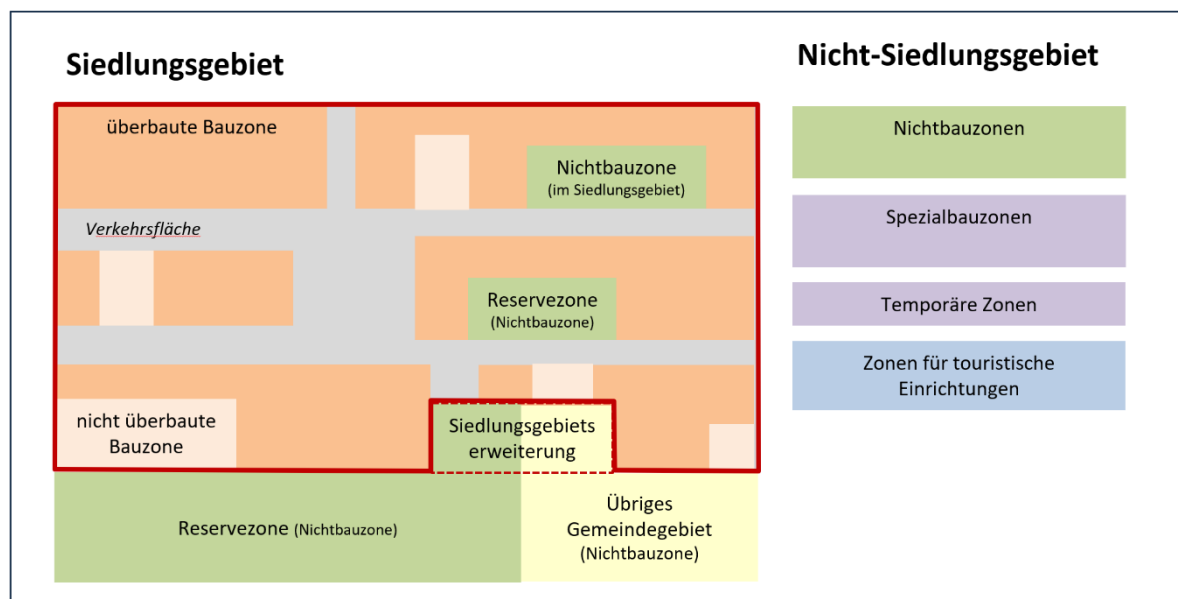 Siedlungsgebiet
Nicht-Siedlungsgebiet
überbaute Bauzone
Nichtbauzone
(im Siedlungsgebiet)
Verkehrsfläche
Reservezone
(Nichtbauzone)
nicht überbaute
Bauzone
Siedlungsgebiets
erweiterung
Reservezone (Nichtbauzone)
Übriges
Gemeindegebiet
(Nichtbauzone)
Nichtbauzonen
Spezialbauzonen
Temporäre Zonen
Zonen für touristische
Einrichtungen